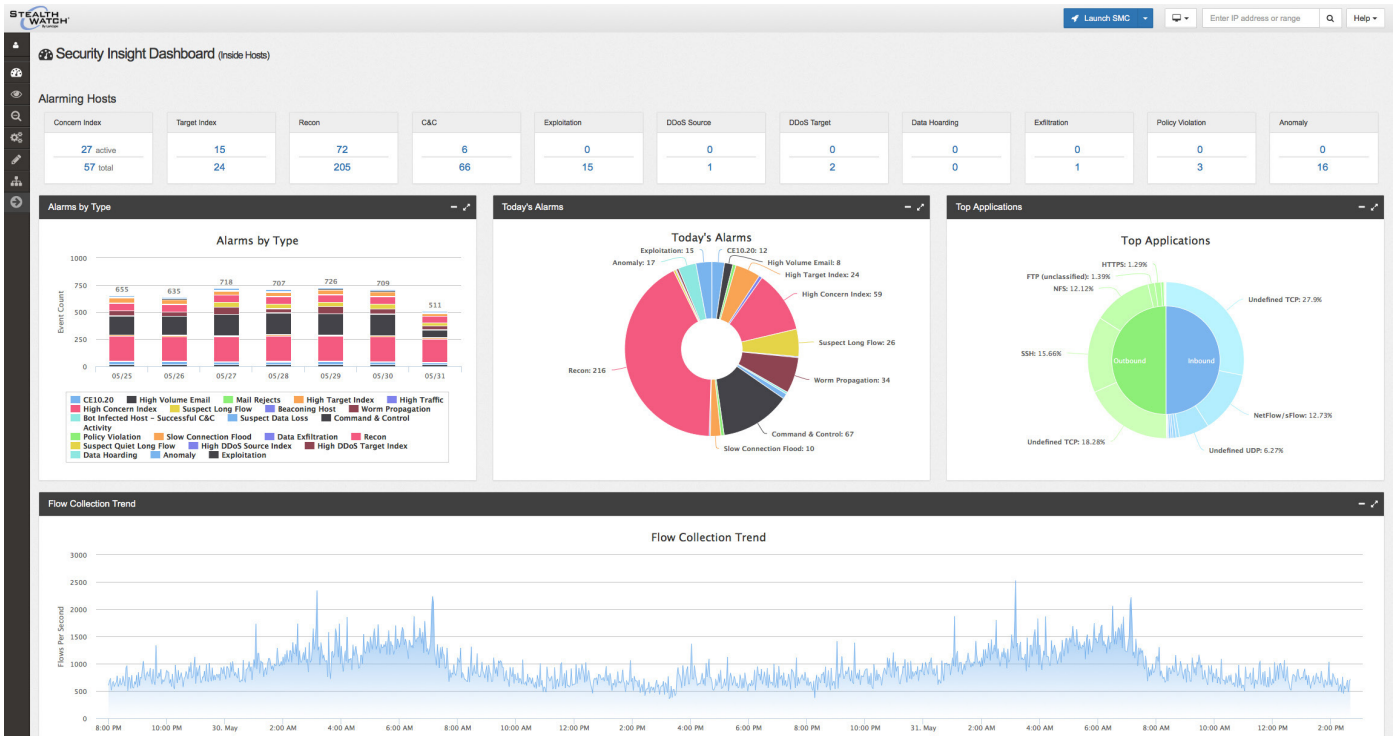 STEALTH
WATCH
By Lancope
Launch SMC
Enter IP address or range
Help
Security Insight Dashboard (Inside Hosts)
Alarming Hosts
Concern Index
27 active
57 total
Target Index
15
24
Recon
72
205
C&C
6
66
Exploitation
0
15
DDoS Source
0
1
DDoS Target
0
2
Data Hoarding
0
0
Exfiltration
0
1
Policy Violation
0
3
Anomaly
0
16
Alarms by Type
Alarms by Type
Event Count
1000
750
500
250
0
655
635
718
707
726
709
511
05/25
05/26
05/27
05/28
05/29
05/30
05/31
CE10.20 High Volume Email Mail Rejects High Target Index High Traffic
High Concern Index Suspect Long Flow Beaconing Host Worm Propagation
Bot Infected Host - Successful C&C Suspect Data Loss Command & Control
Activity
Policy Violation Slow Connection Flood Data Exfiltration Recon
Suspect Quiet Long Flow High DDoS Source Index High DDoS Target Index
Data Hoarding Anomaly Exploitation
Today's Alarms
Today's Alarms
Exploitation: 15
CE10.20: 12
Anomaly: 17
High Volume Email: 8
High Target Index: 24
High Concern Index: 59
Suspect Long Flow: 26
Recon: 216
Worm Propagation: 34
Command & Control: 67
Slow Connection Flood: 10
Top Applications
Top Applications
HTTPS: 1.29%
FTP (unclassified): 1.39%
NFS: 12.12%
Undefined TCP: 27.9%
SSH: 15.66%
Outbound
Inbound
NetFlow/sFlow: 12.73%
Undefined TCP: 18.28%
Undefined UDP: 6.27%
Flow Collection Trend
Flow Collection Trend
Flows Per Second
3000
2500
2000
1500
1000
500
0
8:00 PM
10:00 PM
30. May
2:00 AM
4:00 AM
6:00 AM
8:00 AM
10:00 AM
12:00 PM
2:00 PM
4:00 PM
6:00 PM
8:00 PM
10:00 PM
31. May
2:00 AM
4:00 AM
6:00 AM
8:00 AM
10:00 AM
12:00 PM
2:00 PM